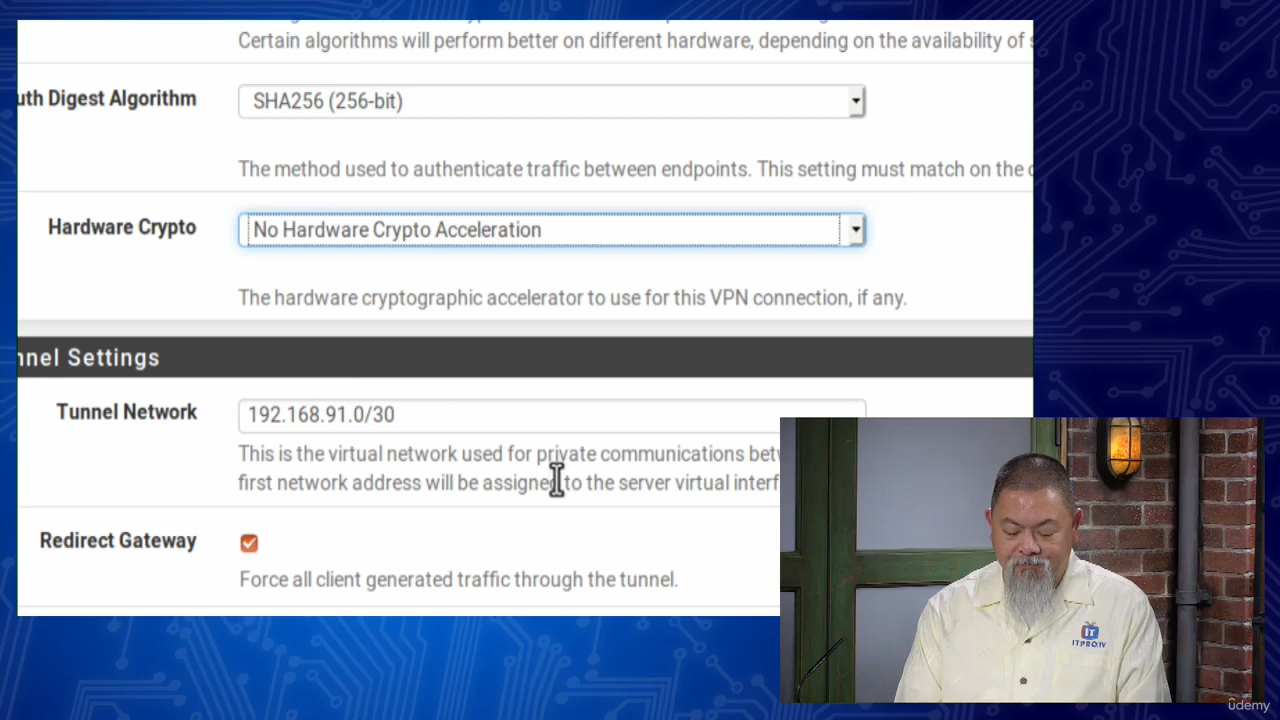 Certain algorithms will perform better on different hardware, depending on the availability of s
uth Digest Algorithm
SHA256 (256-bit)
The method used to authenticate traffic between endpoints. This setting must match on the c
Hardware Crypto
No Hardware Crypto Acceleration
The hardware cryptographic accelerator to use for this VPN connection, if any.
nnel Settings
Tunnel Network
192.168.91.0/30
This is the virtual network used for private communications betw
first network address will be assigned to the server virtual interf
Redirect Gateway
Force all client generated traffic through the tunnel.
IT
ITPRO.TV
ûdemy